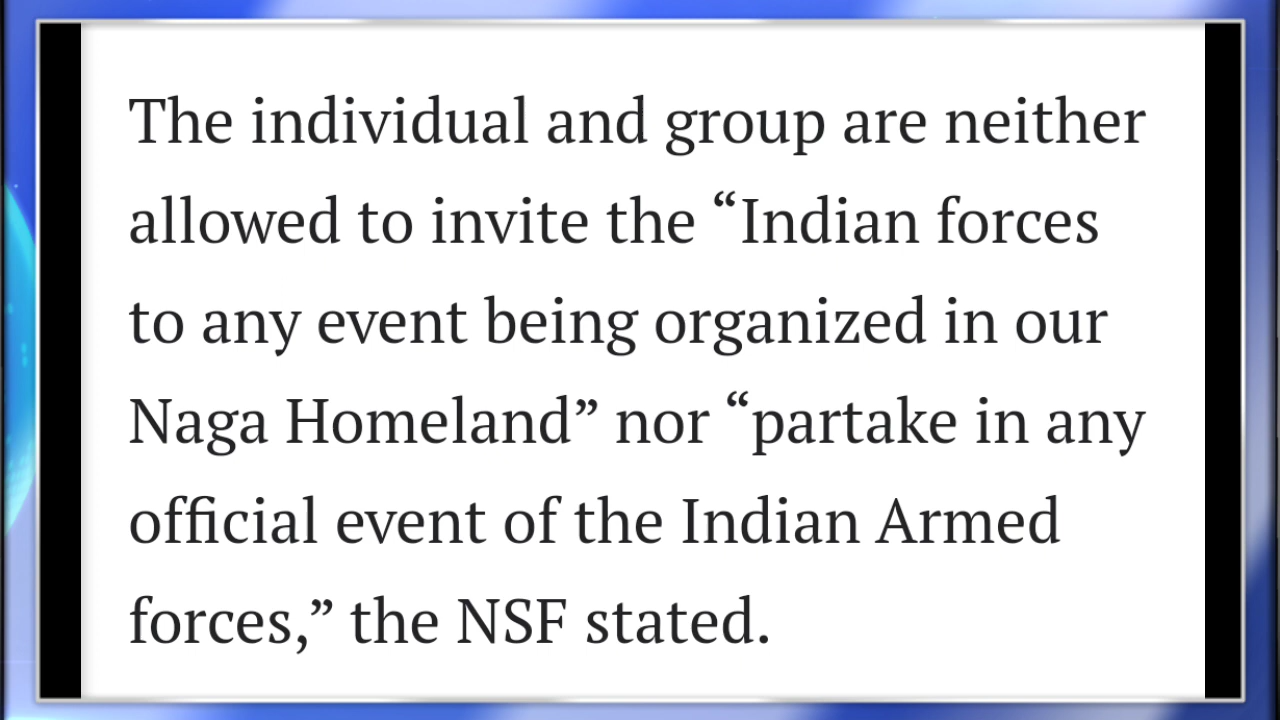 The individual and group are neither
allowed to invite the “Indian forces
to any event being organized in our
Naga Homeland” nor “partake in any
official event of the Indian Armed
forces,” the NSF stated.